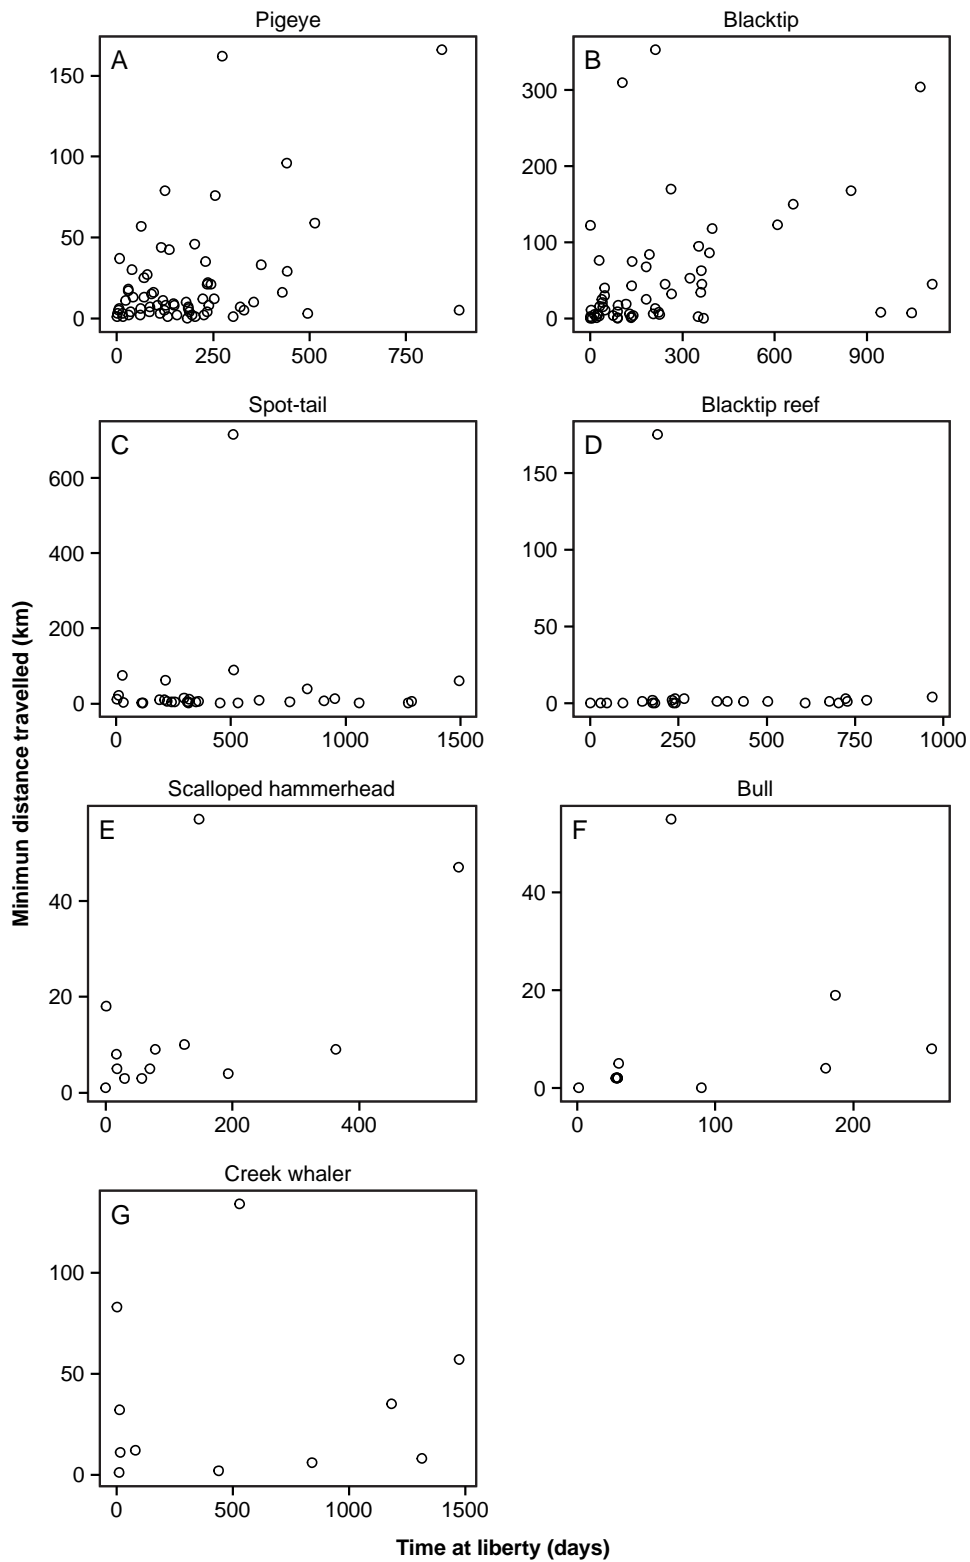 Pigeye
A
150
100
50
0
0 250 500 750
Blacktip
B
300
200
100
0
0 300 600 900
Spot-tail
C
600
400
200
0
0 500 1000 1500
Blacktip reef
D
150
100
50
0
0 250 500 750 1000
Scalloped hammerhead
E
40
20
0
0 200 400
Bull
F
40
20
0
0 100 200
Creek whaler
G
100
50
0
0 500 1000 1500
Minimun distance travelled (km)
Time at liberty (days)